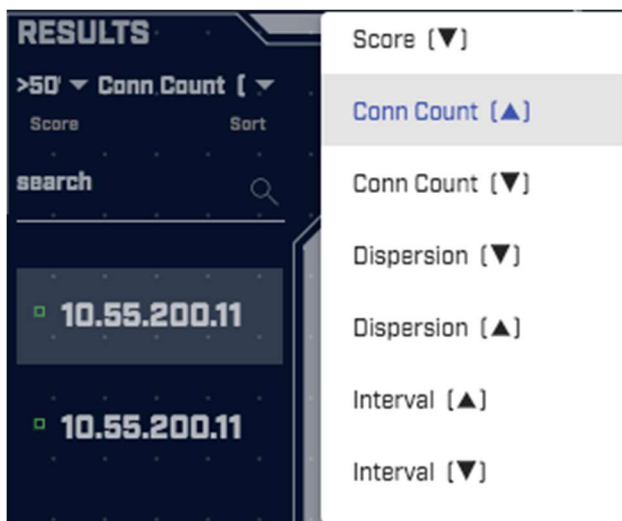 RESULTS
>50' ▼ Conn Count ( ▼
Score Sort
search
10.55.200.11
10.55.200.11
Score (▼)
Conn Count (▲)
Conn Count (▼)
Dispersion (▼)
Dispersion (▲)
Interval (▲)
Interval (▼)